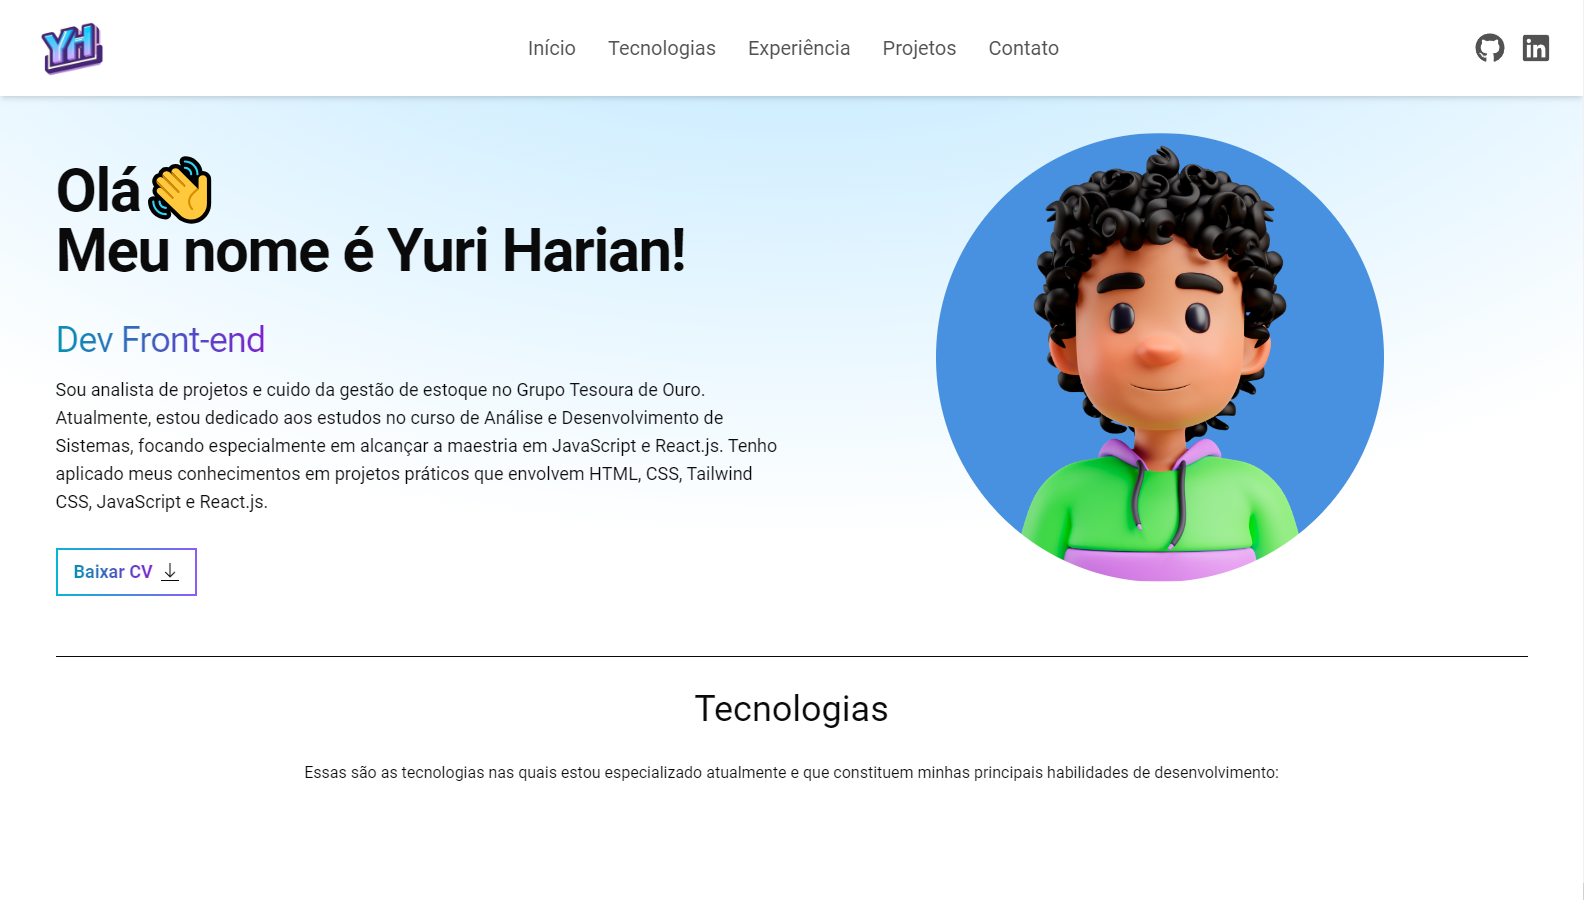 YH
Início Tecnologias Experiência Projetos Contato
in
Olá
Meu nome é Yuri Harian!
Dev Front-end
Sou analista de projetos e cuido da gestão de estoque no Grupo Tesoura de Ouro.
Atualmente, estou dedicado aos estudos no curso de Análise e Desenvolvimento de
Sistemas, focando especialmente em alcançar a maestria em JavaScript e React.js. Tenho
aplicado meus conhecimentos em projetos práticos que envolvem HTML, CSS, Tailwind
CSS, JavaScript e React.js.
Baixar CV
Tecnologias
Essas são as tecnologias nas quais estou especializado atualmente e que constituem minhas principais habilidades de desenvolvimento: